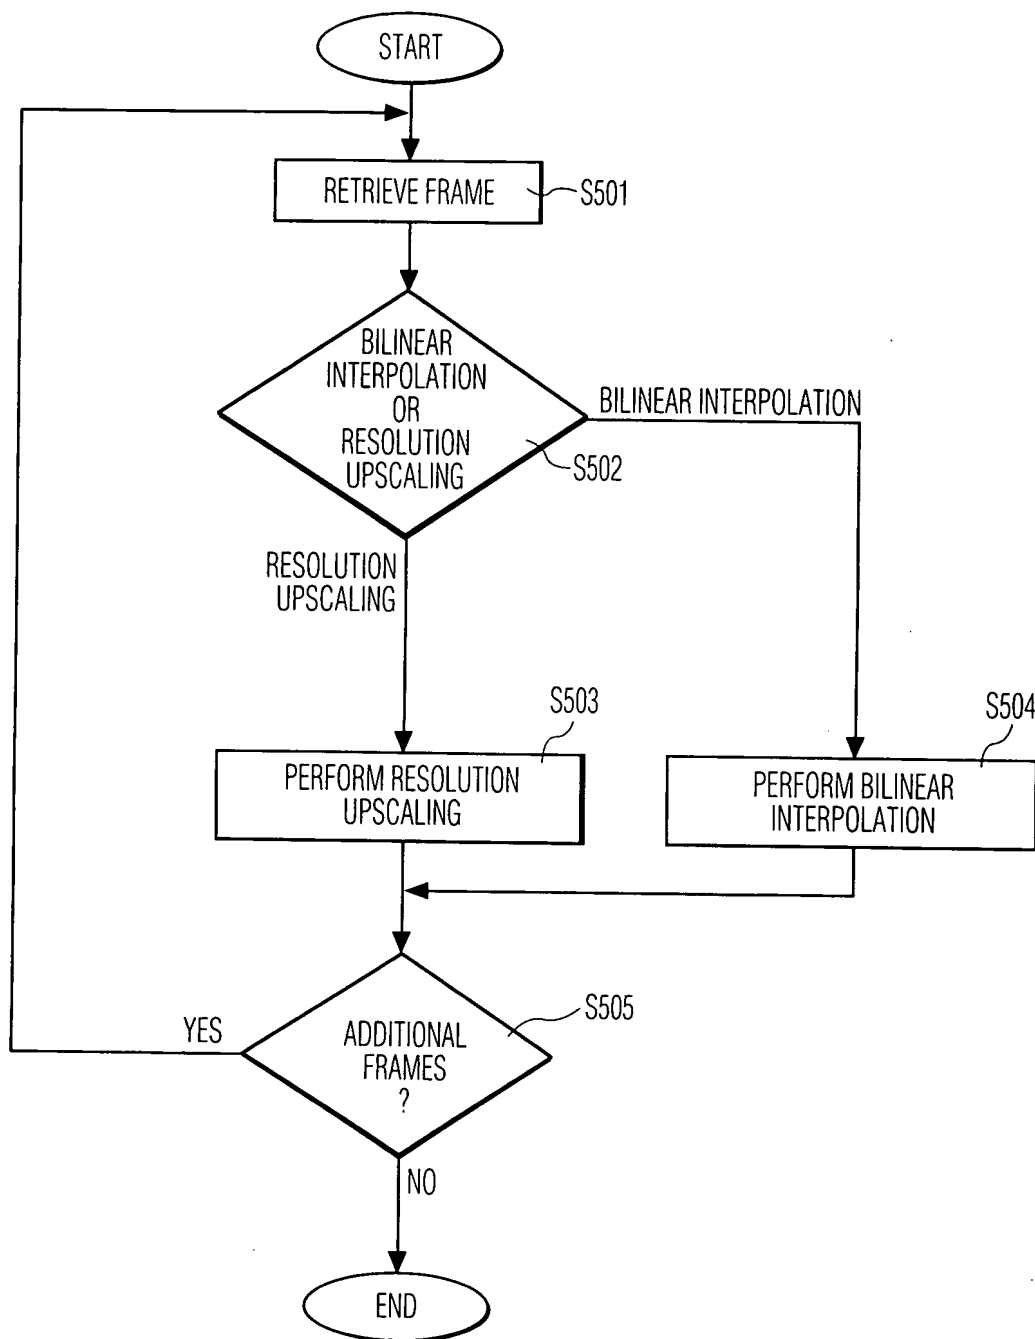 START
RETRIEVE FRAME
S501
BILINEAR
INTERPOLATION
OR
RESOLUTION
UPSCALING
S502
BILINEAR INTERPOLATION
RESOLUTION
UPSCALING
S503
PERFORM RESOLUTION
UPSCALING
S504
PERFORM BILINEAR
INTERPOLATION
ADDITIONAL
FRAMES
?
S505
YES
NO
END